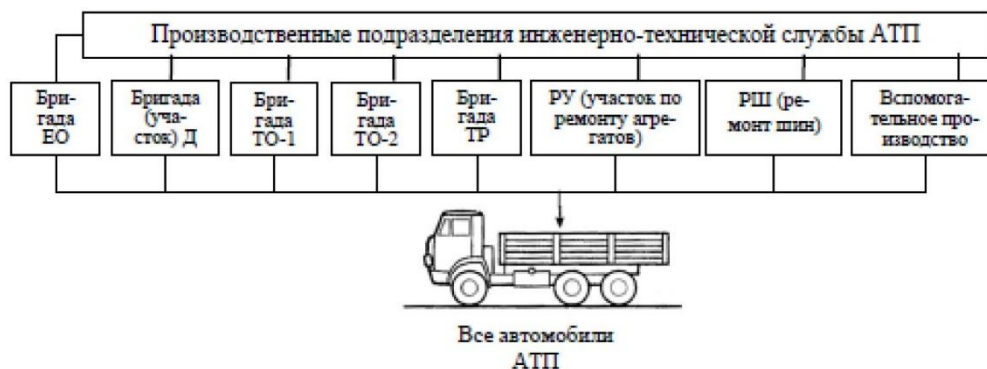 Производственные подразделения инженерно-технической службы АТП
Бри-
гада
ЕО
Бригада
(уча-
сток) Д
Бри-
гада
ТО-1
Бри-
гада
ТО-2
Бри-
гада
ТР
РУ (участок по
ремонту агре-
гатов)
РШ (ре-
монт шин)
Вспомога-
тельное про-
изводство
Все автомобили
АТП